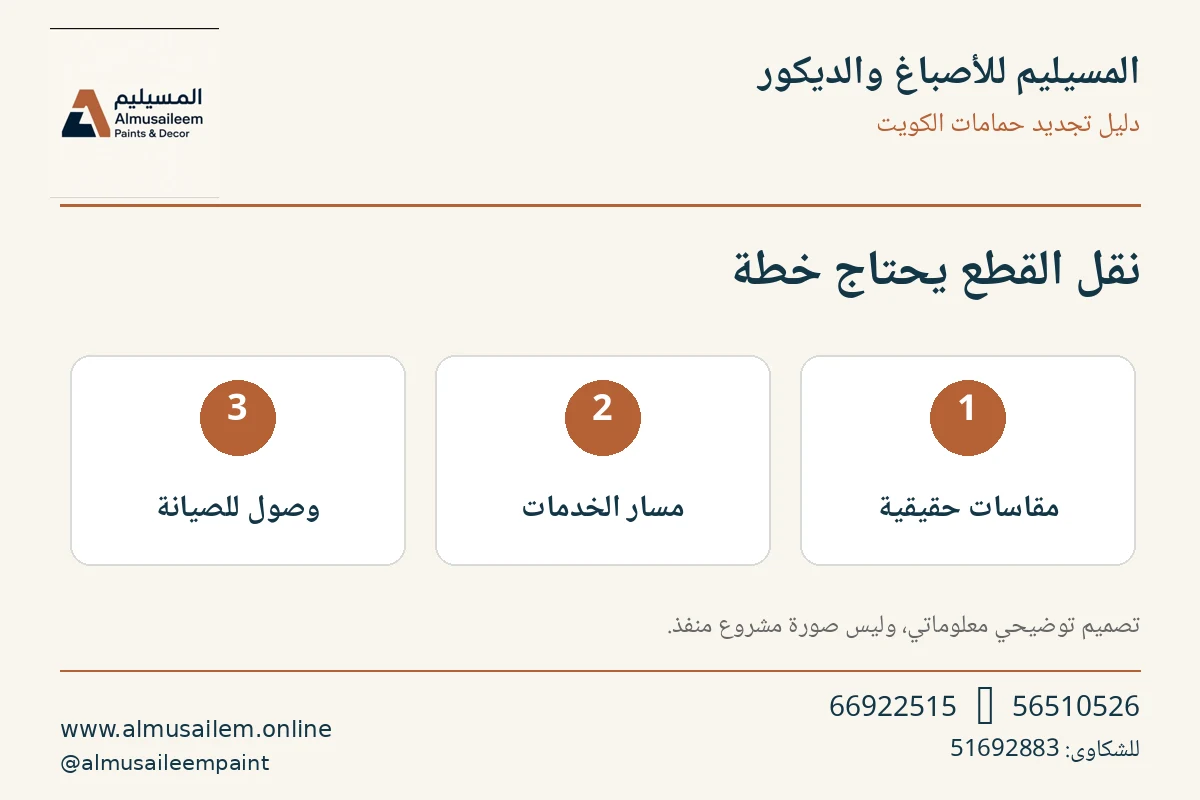 المسيليم للأصباغ والديكور
دليل تجديد حمامات الكويت
المسيليم
Almusaileem
Paints & Decor
نقل القطع يحتاج خطة
1
مقاسات حقيقية
2
مسار الخدمات
3
وصول للصيانة
تصميم توضيحي معلوماتي، وليس صورة مشروع منفذ.
56510526 66922515
للشكاوى: 51692883
www.almusailem.online
@almusaileempaint